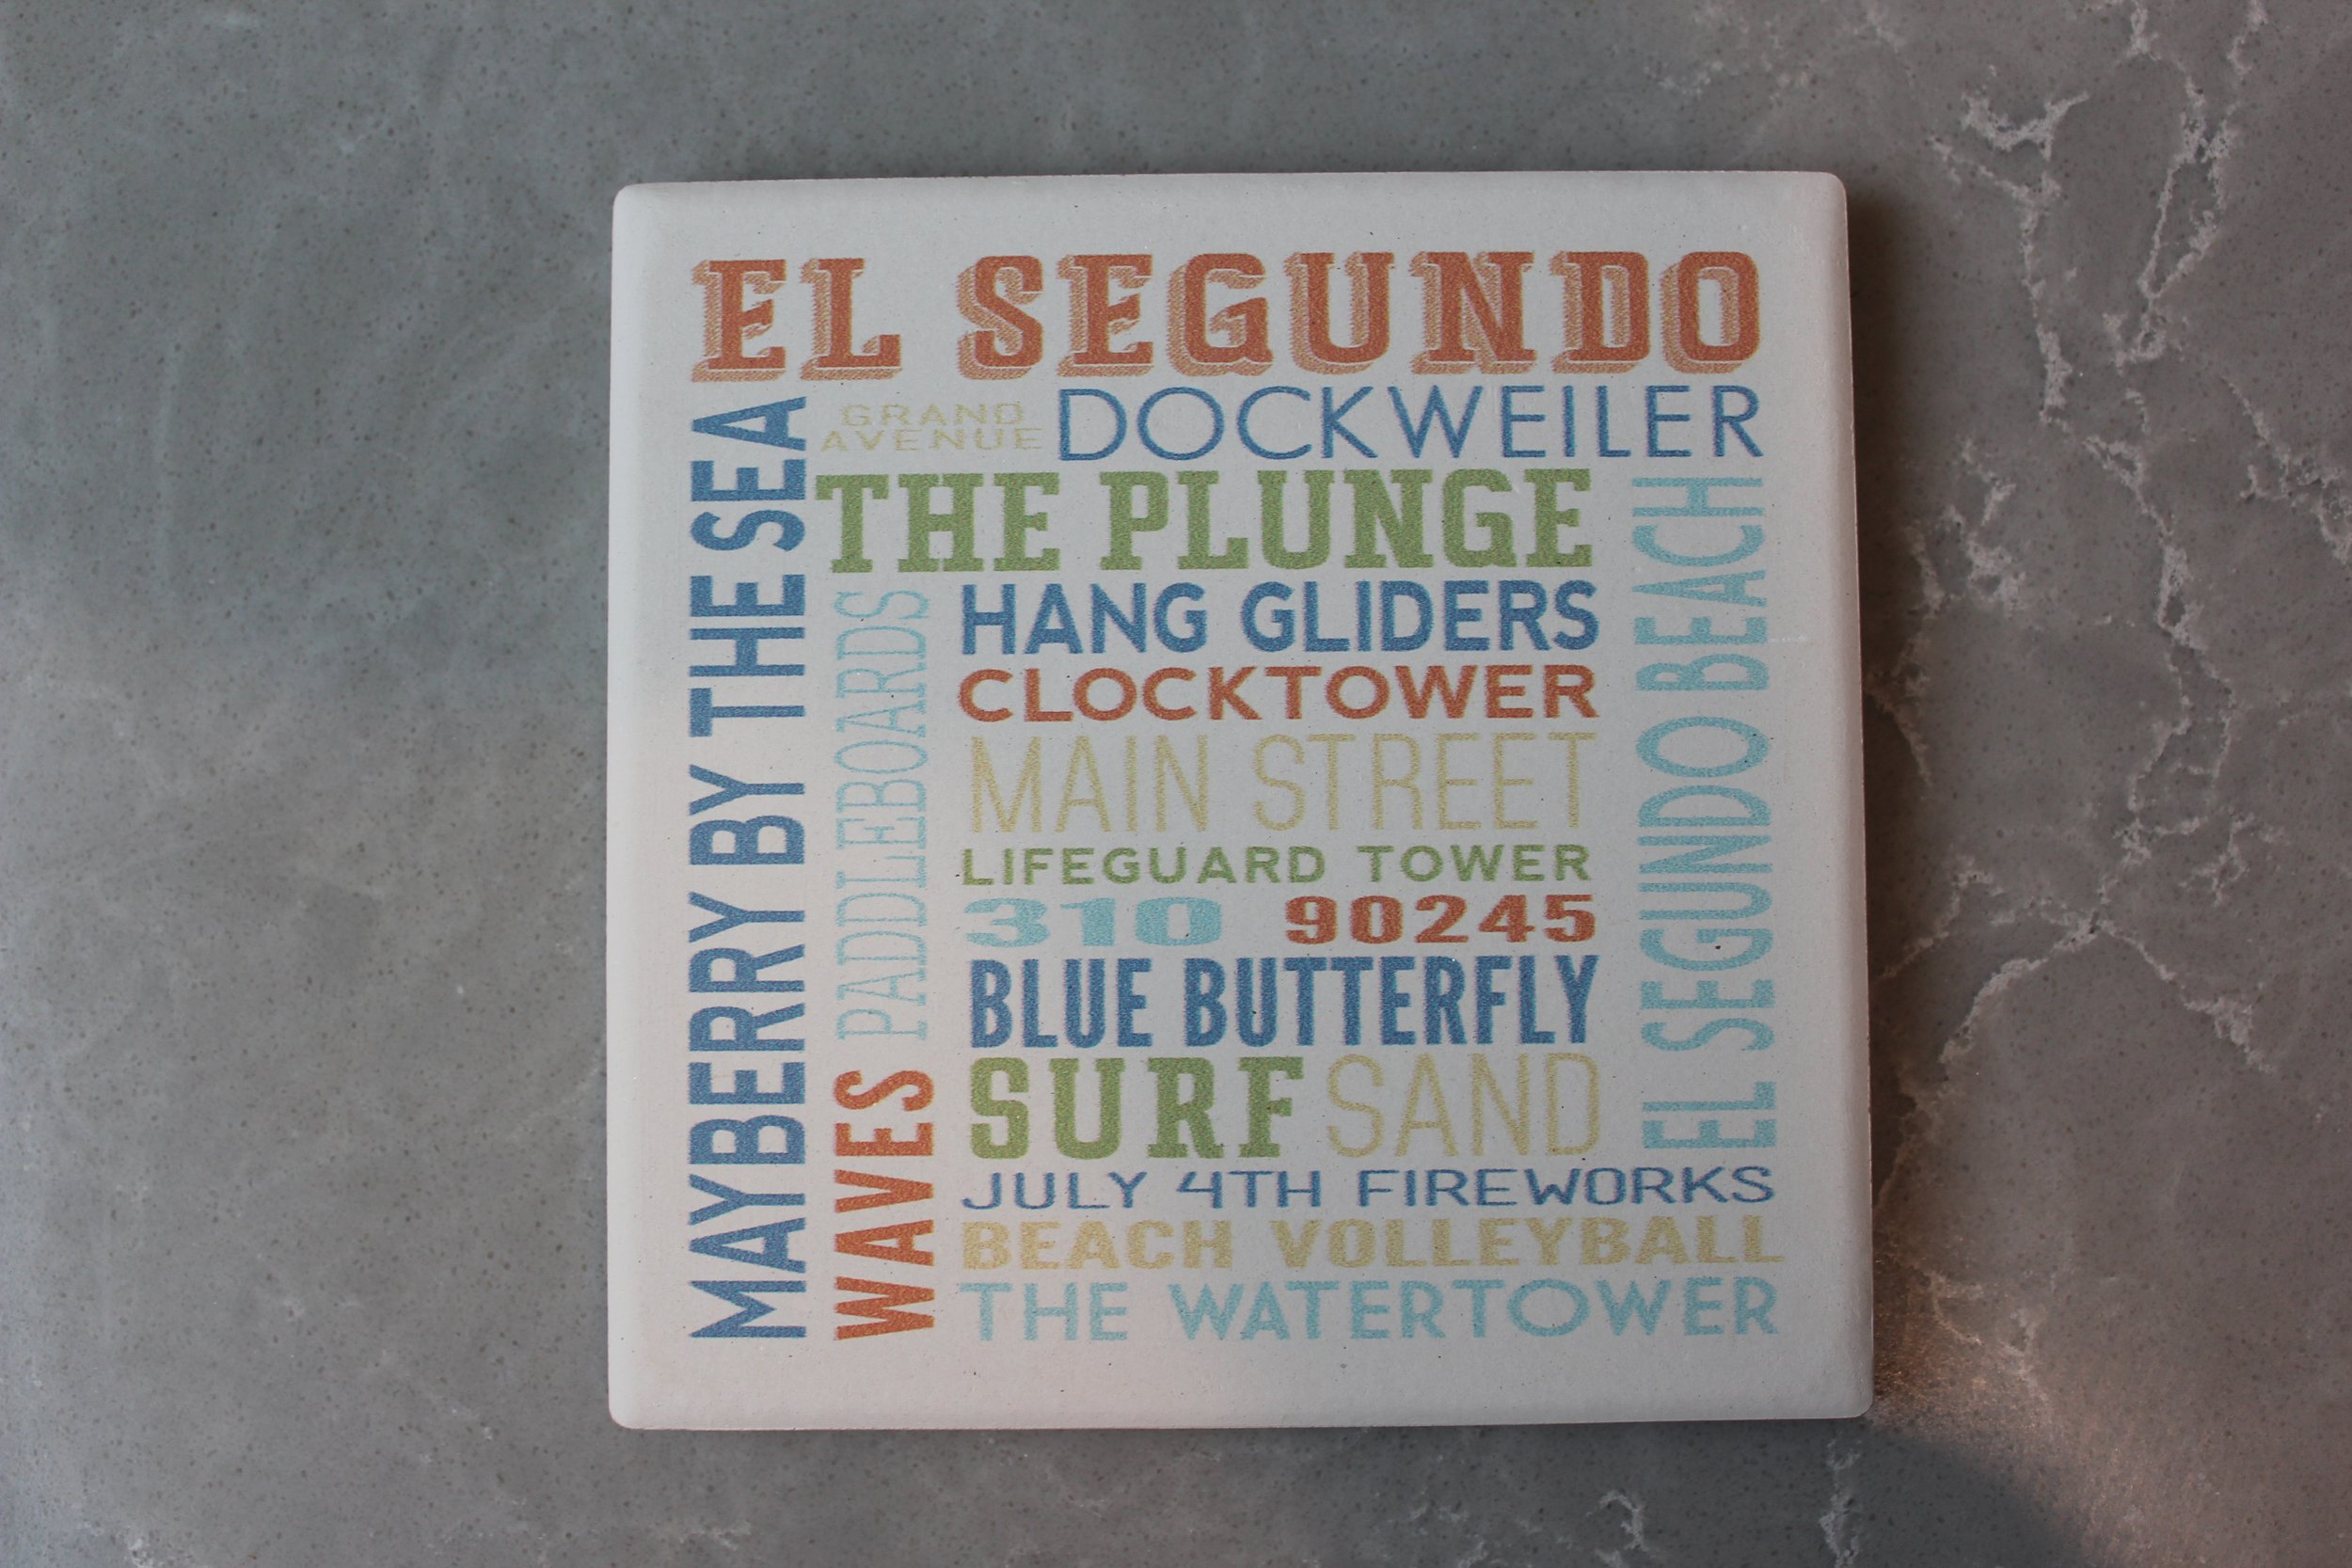 EL SEGUNDO
GRAND
AVENUE
DOCKWEILER
MAYBERRY BY THE SEA
THE PLUNGE
PADDLEBOARDS
HANG GLIDERS
CLOCKTOWER
MAIN STREET
LIFEGUARD TOWER
310 90245
BLUE BUTTERFLY
SURF SAND
EL SEGUNDO BEACH
WAVES
JULY 4TH FIREWORKS
BEACH VOLLEYBALL
THE WATERTOWER